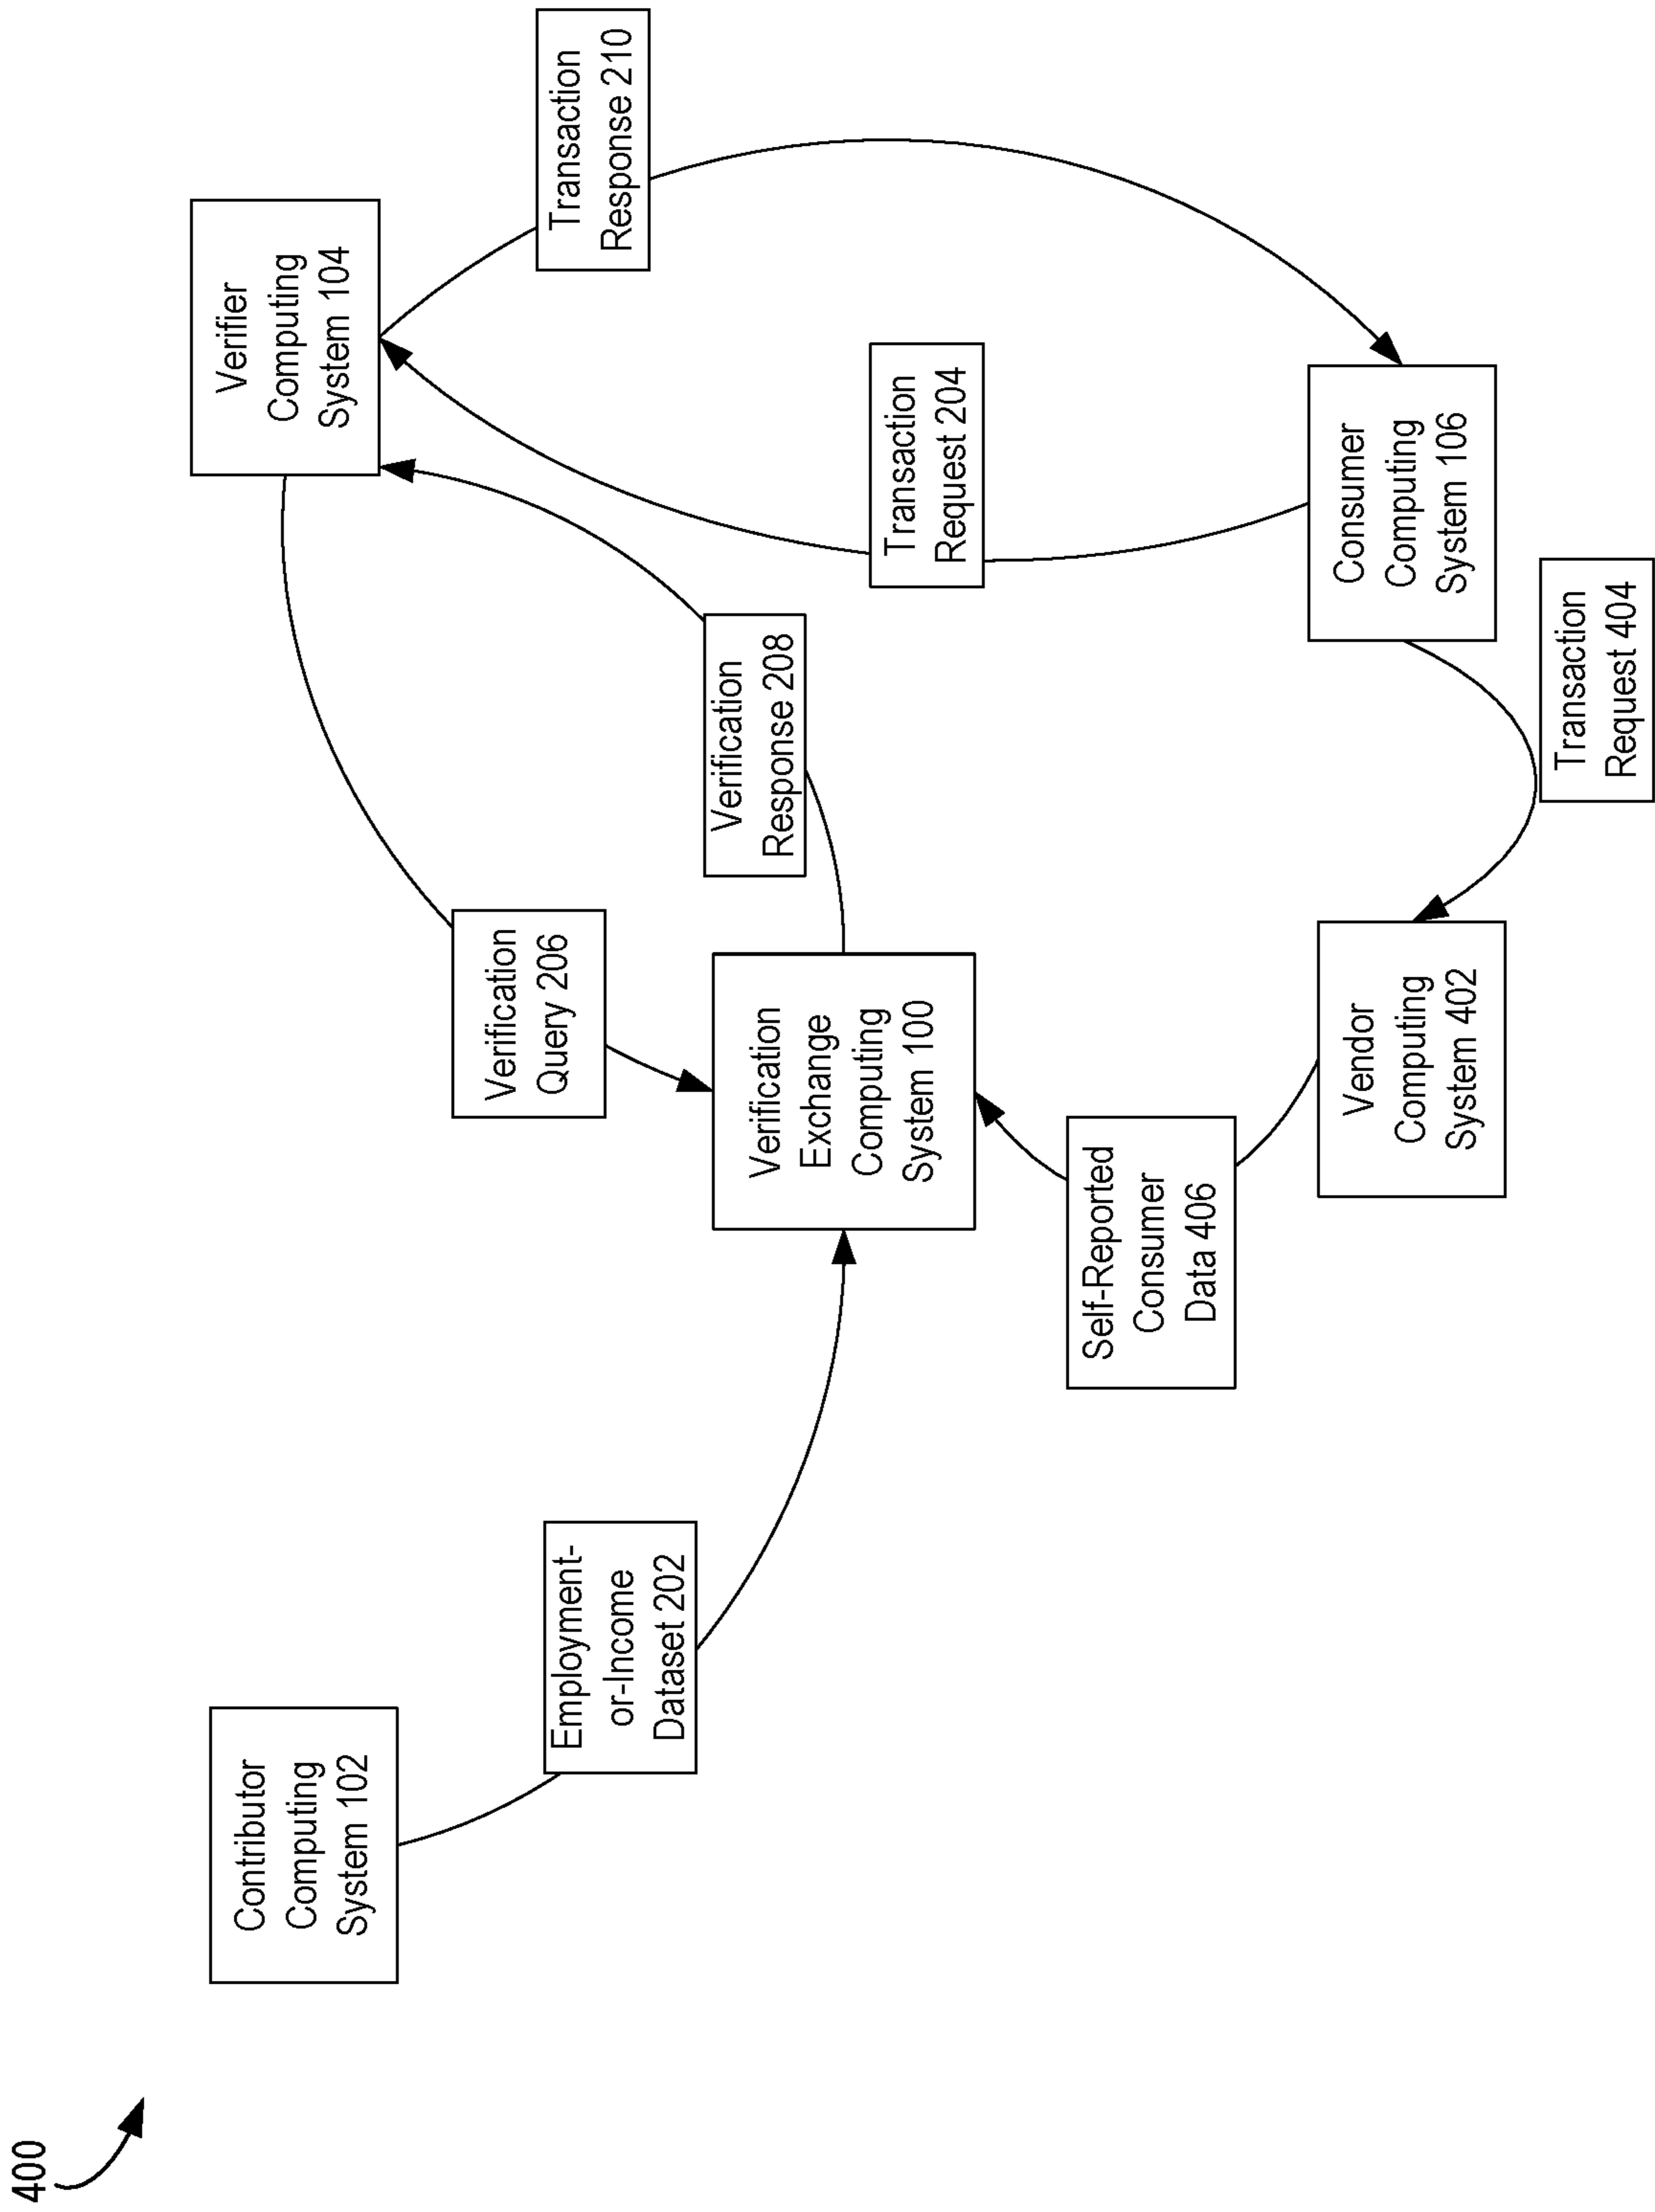 400
Contributor
Computing
System 102
Employment-
or-Income
Dataset 202
Verification
Query 206
Verifier
Computing
System 104
Transaction
Response 210
Verification
Response 208
Transaction
Request 204
Verification
Exchange
Computing
System 100
Self-Reported
Consumer
Data 406
Vendor
Computing
System 402
Consumer
Computing
System 106
Transaction
Request 404